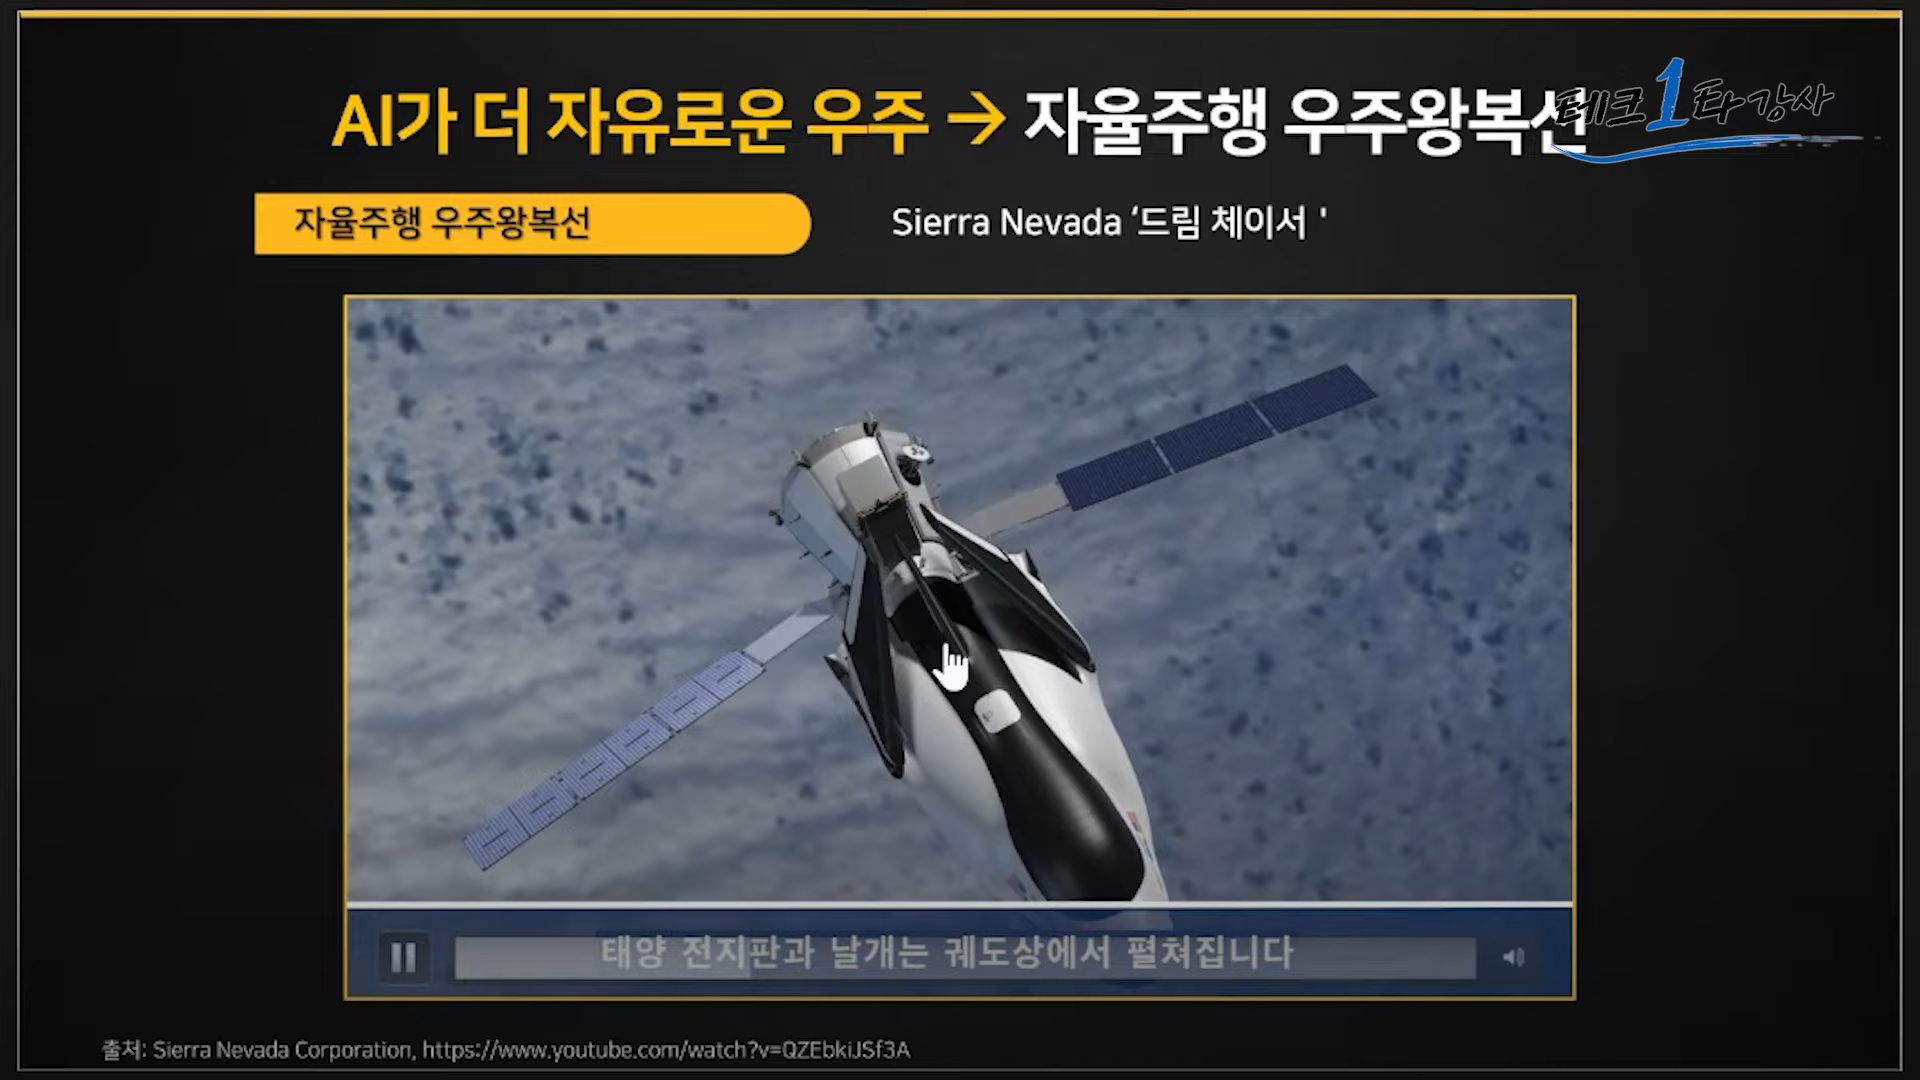 AI가 더 자유로운 우주 → 자율주행 우주왕복선
테크1타강사
자율주행 우주왕복선
Sierra Nevada ‘드림 체이서 '
태양 전지판과 날개는 궤도상에서 펼쳐집니다
출처: Sierra Nevada Corporation, https://www.youtube.com/watch?v=QZEbkiJSf3A